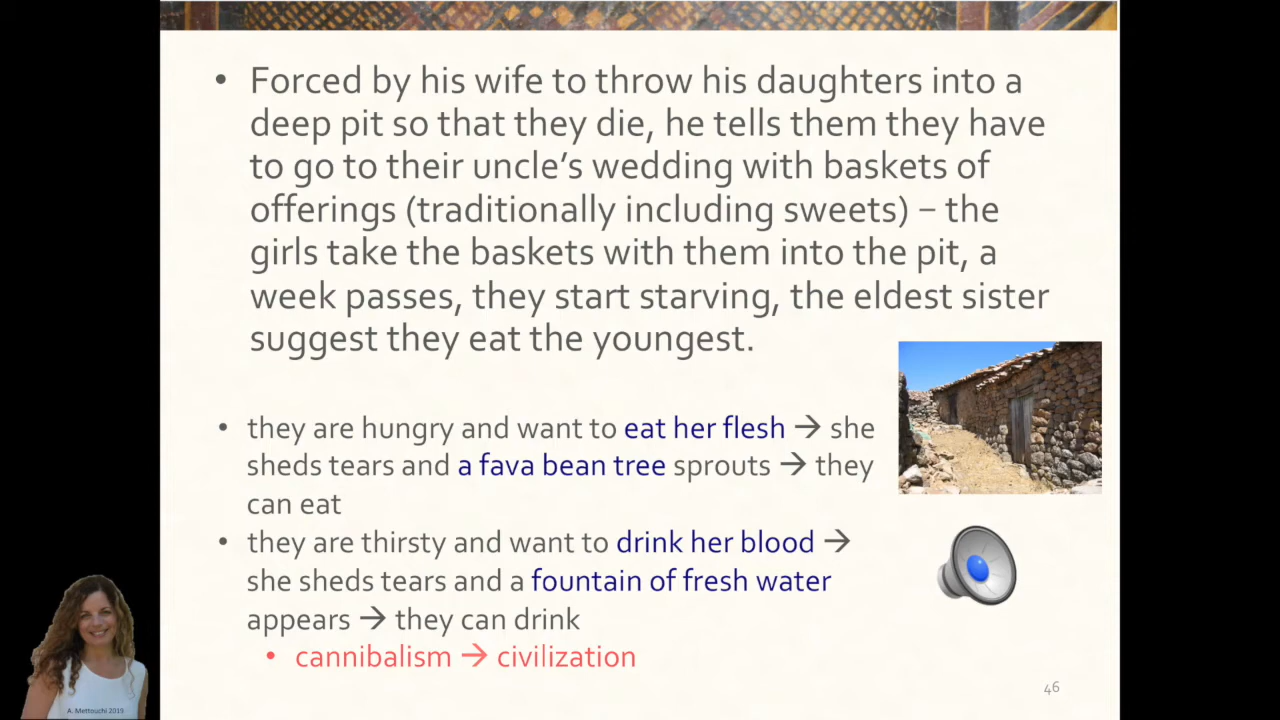 • Forced by his wife to throw his daughters into a
deep pit so that they die, he tells them they have
to go to their uncle’s wedding with baskets of
offerings (traditionally including sweets) – the
girls take the baskets with them into the pit, a
week passes, they start starving, the eldest sister
suggest they eat the youngest.
• they are hungry and want to eat her flesh → she
sheds tears and a fava bean tree sprouts → they
can eat
• they are thirsty and want to drink her blood →
she sheds tears and a fountain of fresh water
appears → they can drink
• cannibalism → civilization
46
A. Mettouchi 2019